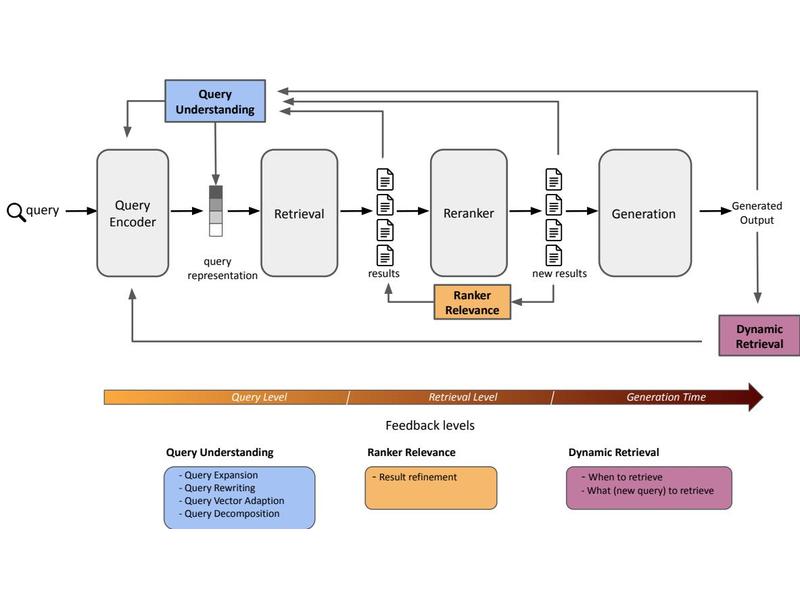 Query
Understanding
query
Query
Encoder
query
representation
Retrieval
results
Reranker
new results
Generation
Generated
Output
Ranker
Relevance
Dynamic
Retrieval
Query Level
Retrieval Level
Generation Time
Feedback levels
Query Understanding
- Query Expansion
- Query Rewriting
- Query Vector Adaption
- Query Decomposition
Ranker Relevance
- Result refinement
Dynamic Retrieval
- When to retrieve
- What (new query) to retrieve